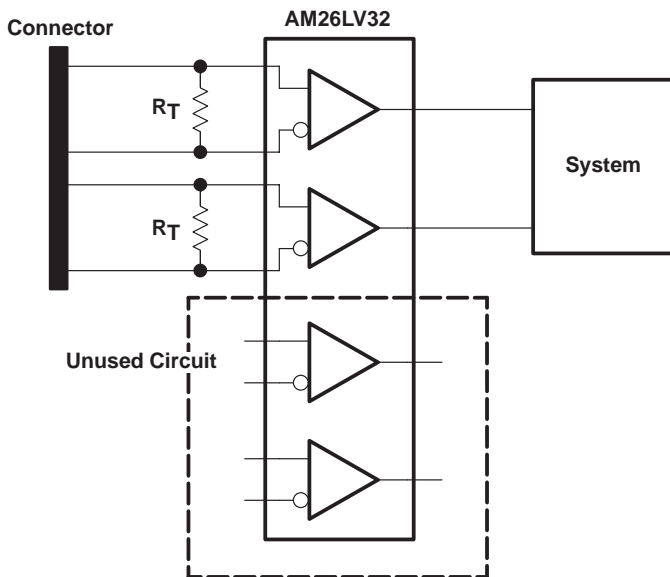 AM26LV32
Connector
RT
System
RT
Unused Circuit